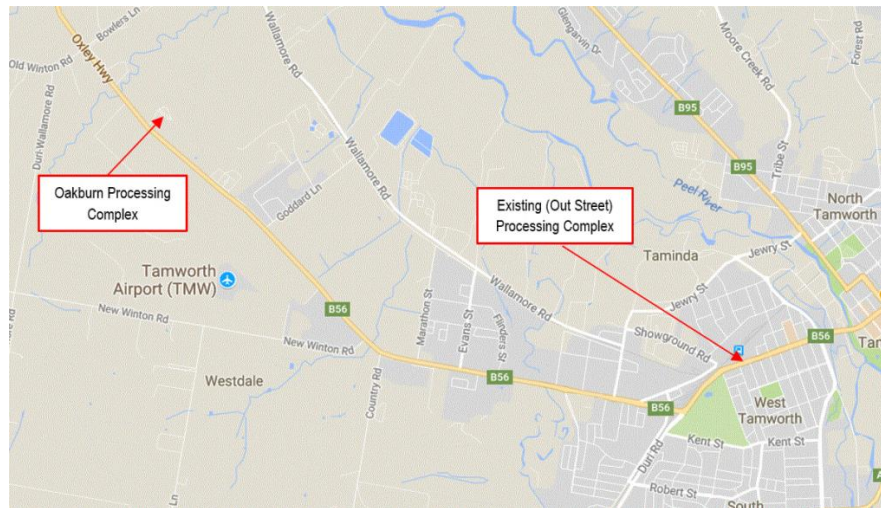 Bowlers Ln
Oxley Hwy
Old Winton Rd
Duri-Wallamore Rd
Wallamore Rd
Wallamore Rd
Glengarvin Dr
Moore Creek Rd
Forest Rd
B95
Tribe St
B95
Oakburn Processing
Complex
Goddard Ln
Existing (Out Street)
Processing Complex
Peel River
North
Tamworth
Taminda
Jewry St
Tamworth
Airport (TMW)
Marathon St
Evans St
Flinders St
Wallamore Rd
Jewry St
New Winton Rd
B56
New Winton Rd
Showground Rd
B56
Westdale
Country Rd
B56
B56
West
Tamworth
Duri Rd
Kent St
Kent St
Robert St
South
Ln